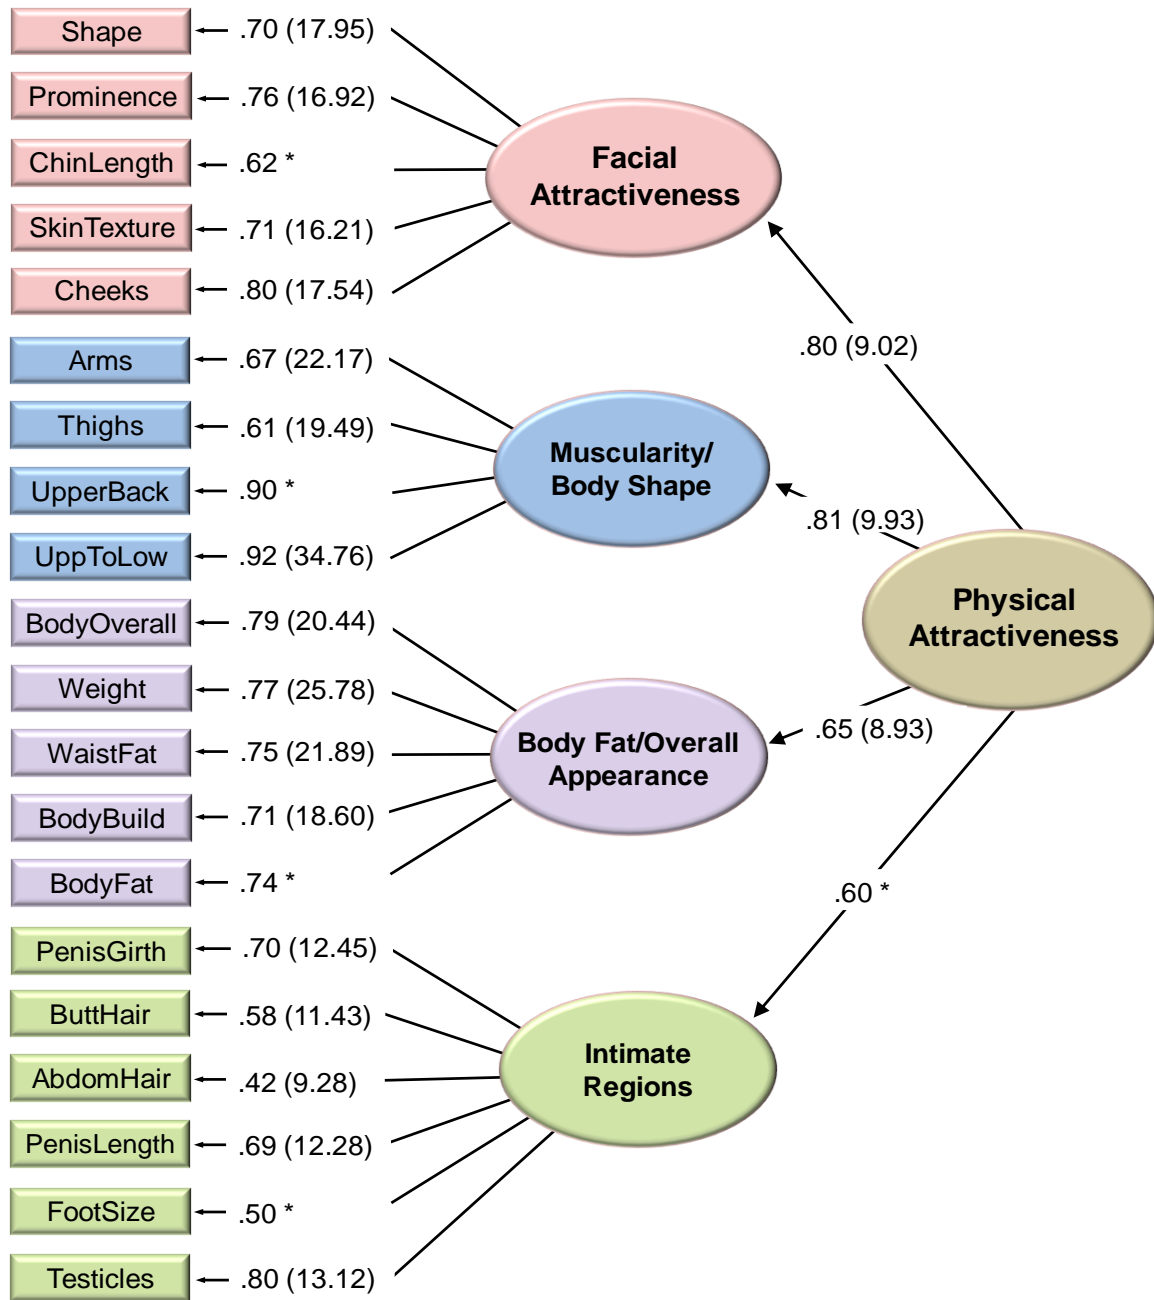 Shape
.70 (17.95)
Prominence
.76 (16.92)
ChinLength
.62 *
SkinTexture
.71 (16.21)
Cheeks
.80 (17.54)
Facial
Attractiveness
.80 (9.02)
Arms
.67 (22.17)
Thighs
.61 (19.49)
UpperBack
.90 *
UppToLow
.92 (34.76)
Muscularity/
Body Shape
.81 (9.93)
Physical
Attractiveness
BodyOverall
.79 (20.44)
Weight
.77 (25.78)
WaistFat
.75 (21.89)
BodyBuild
.71 (18.60)
BodyFat
.74 *
Body Fat/Overall
Appearance
.65 (8.93)
.60 *
PenisGirth
.70 (12.45)
ButtHair
.58 (11.43)
AbdomHair
.42 (9.28)
PenisLength
.69 (12.28)
FootSize
.50 *
Testicles
.80 (13.12)
Intimate
Regions